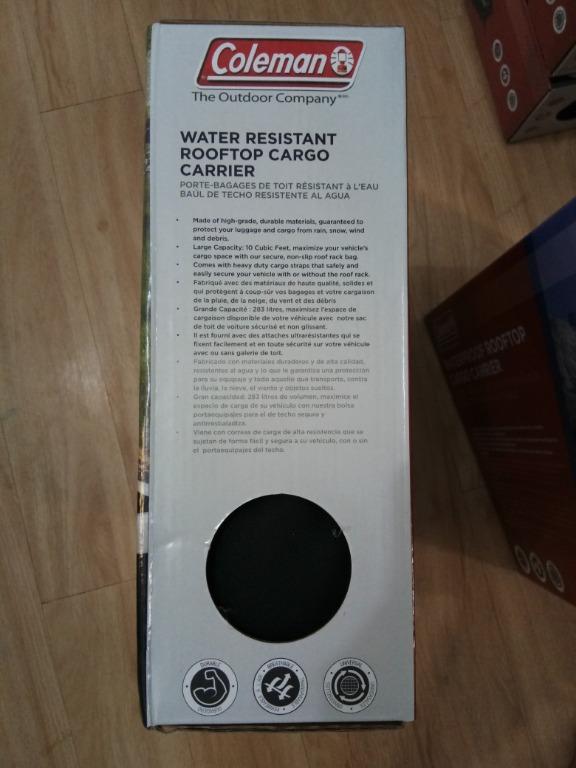 Coleman
The Outdoor Company
WATER RESISTANT
ROOFTOP CARGO
CARRIER
PORTE-BAGAGES DE TOIT RÉSISTANT à L'EAU
BAÚL DE TECHO RESISTENTE AL AGUA
• Made of high-grade, durable materials, guaranteed to
protect your luggage and cargo from rain, snow, wind
and debris.
• Large Capacity: 10 Cubic Feet, maximize your vehicle's
cargo space with our secure, non-slip roof rack bag.
• Comes with heavy duty cargo straps that safely and
easily secure your vehicle with or without the roof rack.
• Fabriqué avec des matériaux de haute qualité, solides et
qui protègent à coup-sûr vos bagages et votre cargaison
de la pluie, de la neige, du vent et des débris
• Grande Capacité : 283 litres, maximisez l'espace de
cargaison disponible de votre véhicule avec notre sac
de toit de voiture sécurisé et non glissant.
• Il est fourni avec des attaches ultrarésistantes qui se
fixent facilement et en toute sécurité sur votre véhicule
avec ou sans galerie de toit.
• Fabricado con materiales duraderos y de alta calidad,
resistentes al agua y lo que le garantiza una protección
para su equipaje y todo aquello que transporte, contra
la lluvia, la nieve, el viento y objetos sueltos.
• Gran capacidad: 283 litros de volumen, maximice el
espacio de carga de su vehículo con nuestra bolsa
portaequipajes para el de techo segura y
antirresbaladiza.
• Viene con correas de carga de alta resistencia que se
sujetan de forma fácil y segura a su vehículo, con o sin
el portaequipajes del techo.
DURABLE
BREATHABLE
UNIVERSAL
ROOFTOP
CARGO CARRIER